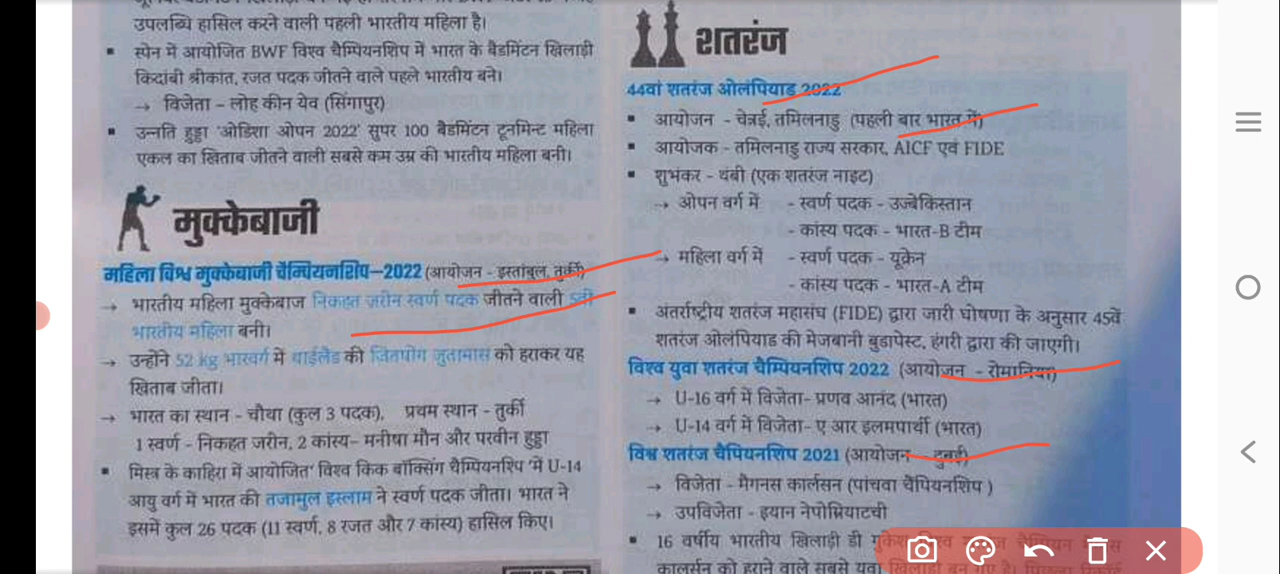 उपलब्धि हासिल करने वाली पहली भारतीय महिला है।
▪ स्पेन में आयोजित BWF विश्व चैम्पियनशिप में भारत के बैडमिंटन खिलाड़ी
किदांबी श्रीकांत, रजत पदक जीतने वाले पहले भारतीय बने।
→ विजेता – लोह कीन येव (सिंगापुर)
▪ उन्नति हुड्डा 'ओडिशा ओपन 2022' सुपर 100 बैडमिंटन टूनमिन्ट महिला
एकल का खिताब जीतने वाली सबसे कम उम्र की भारतीय महिला बनी।
मुक्केबाजी
महिला विश्व मुक्केबाजी चैम्पियनशिप–2022 (आयोजन - इस्तांबुल, तुर्की)
→ भारतीय महिला मुक्केबाज निकहत ज़रीन स्वर्ण पदक जीतने वाली 5वीं
भारतीय महिला बनी।
→ उन्होंने 52 kg भारवर्ग में थाईलैंड की जितपोंग जुतामास को हराकर यह
खिताब जीता।
→ भारत का स्थान – चौथा (कुल 3 पदक), प्रथम स्थान – तुर्की
1 स्वर्ण – निकहत जरीन, 2 कांस्य– मनीषा मौन और परवीन हुड्डा
▪ मिस्त्र के काहिरा में आयोजित' विश्व किक बॉक्सिंग चैम्पियनश्पि 'में U-14
आयु वर्ग में भारत की तजामुल इस्लाम ने स्वर्ण पदक जीता। भारत ने
इसमें कुल 26 पदक (11 स्वर्ण, 8 रजत और 7 कांस्य) हासिल किए।
शतरंज
44वां शतरंज ओलंपियाड 2022
▪ आयोजन - चेन्नई, तमिलनाडु (पहली बार भारत में)
▪ आयोजक - तमिलनाडु राज्य सरकार, AICF एवं FIDE
▪ शुभंकर - थंबी (एक शतरंज नाइट)
→ ओपन वर्ग में - स्वर्ण पदक - उज्बेकिस्तान
- कांस्य पदक - भारत-B टीम
→ महिला वर्ग में - स्वर्ण पदक - यूक्रेन
- कांस्य पदक - भारत-A टीम
▪ अंतर्राष्ट्रीय शतरंज महासंघ (FIDE) द्वारा जारी घोषणा के अनुसार 45वें
शतरंज ओलंपियाड की मेजबानी बुडापेस्ट, हंगरी द्वारा की जाएगी।
विश्व युवा शतरंज चैम्पियनशिप 2022 (आयोजन - रोमानिया)
→ U-16 वर्ग में विजेता- प्रणव आनंद (भारत)
→ U-14 वर्ग में विजेता- ए आर इलमपार्थी (भारत)
विश्व शतरंज चैपियनशिप 2021 (आयोजन - दुबई)
→ विजेता - मैगनस कार्लसन (पांचवा चैंपियनशिप )
→ उपविजेता - इयान नेपोम्रियाटची
▪ 16 वर्षीय भारतीय खिलाड़ी डी गुकेश विश्व
कार्लसन को हराने वाले सबसे युवा खिलाड़ी बन गए है।